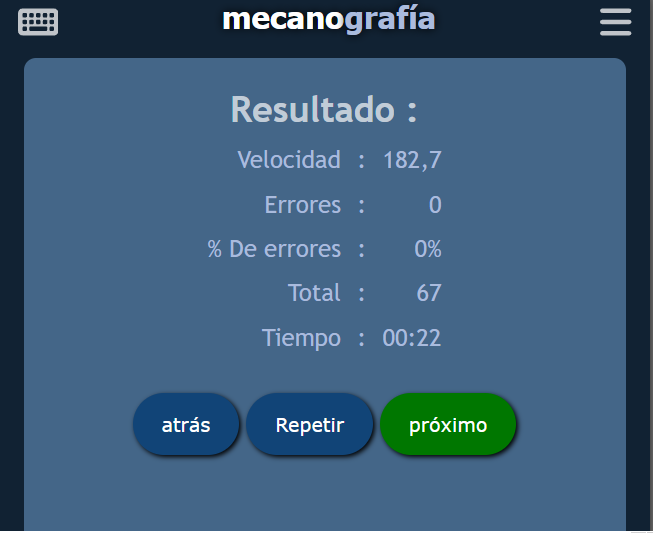 mecanografía
Resultado :
Velocidad : 182,7
Errores : 0
% De errores : 0%
Total : 67
Tiempo : 00:22
atrás Repetir próximo